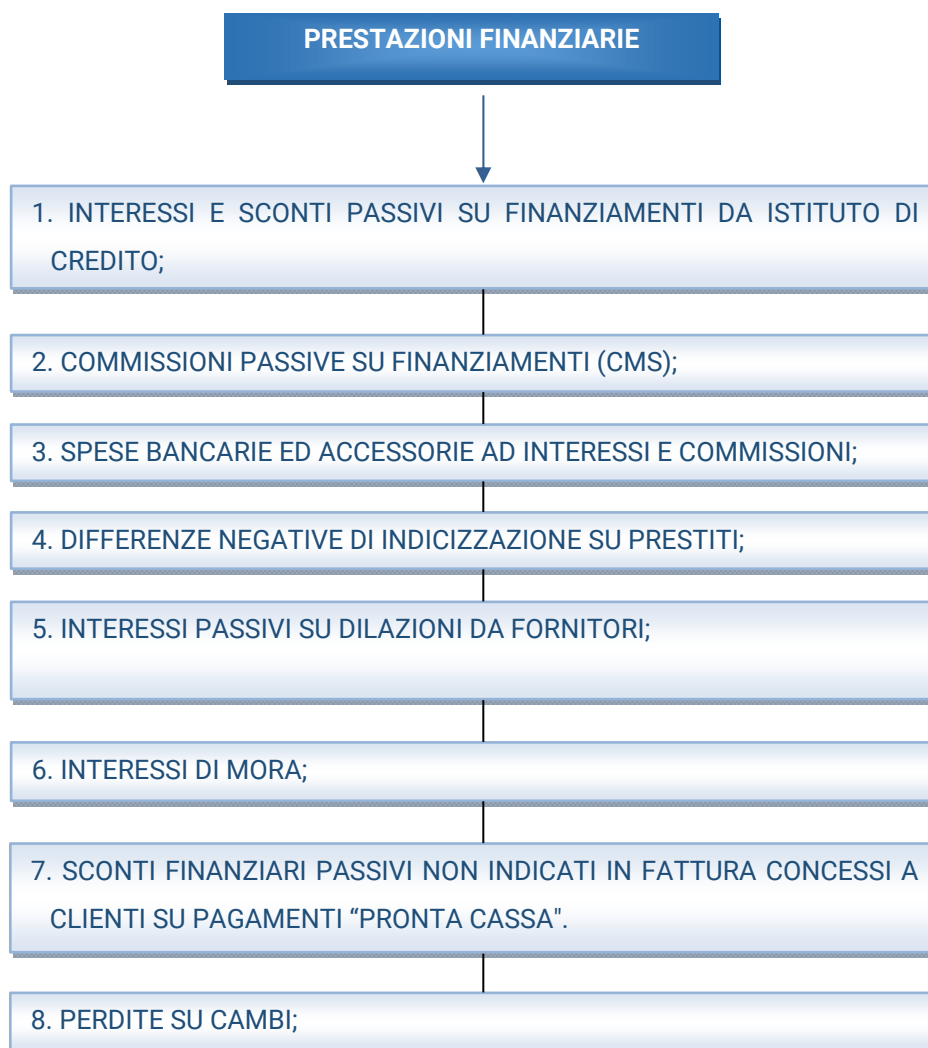 PRESTAZIONI FINANZIARIE
1. INTERESSI E SCONTI PASSIVI SU FINANZIAMENTI DA ISTITUTO DI
CREDITO;
2. COMMISSIONI PASSIVE SU FINANZIAMENTI (CMS);
3. SPESE BANCARIE ED ACCESSORIE AD INTERESSI E COMMISSIONI;
4. DIFFERENZE NEGATIVE DI INDICIZZAZIONE SU PRESTITI;
5. INTERESSI PASSIVI SU DILAZIONI DA FORNITORI;
6. INTERESSI DI MORA;
7. SCONTI FINANZIARI PASSIVI NON INDICATI IN FATTURA CONCESSI A
CLIENTI SU PAGAMENTI “PRONTA CASSA".
8. PERDITE SU CAMBI;